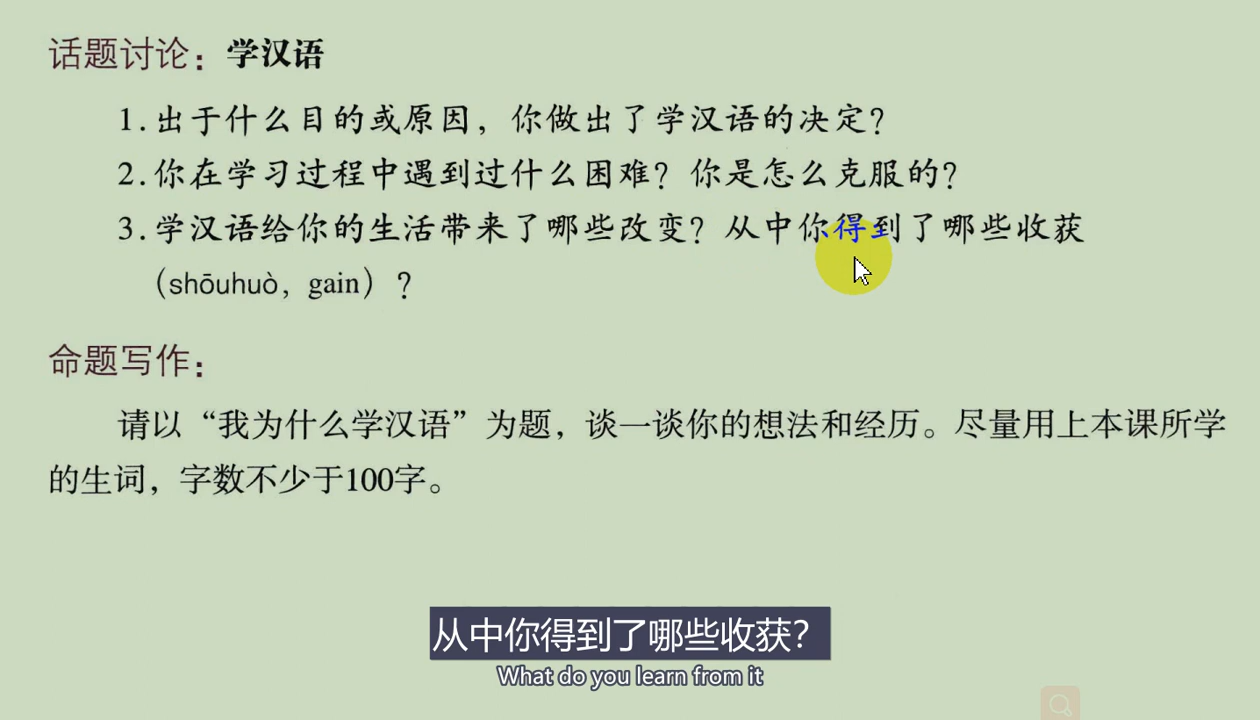 话题讨论：学汉语
1.出于什么目的或原因，你做出了学汉语的决定？
2.你在学习过程中遇到过什么困难？你是怎么克服的？
3.学汉语给你的生活带来了哪些改变？从中你得到了哪些收获
（shōuhuò，gain）？
命题写作：
请以“我为什么学汉语”为题，谈一谈你的想法和经历。尽量用上本课所学
的生词，字数不少于100字。
从中你得到了哪些收获？
What do you learn from it